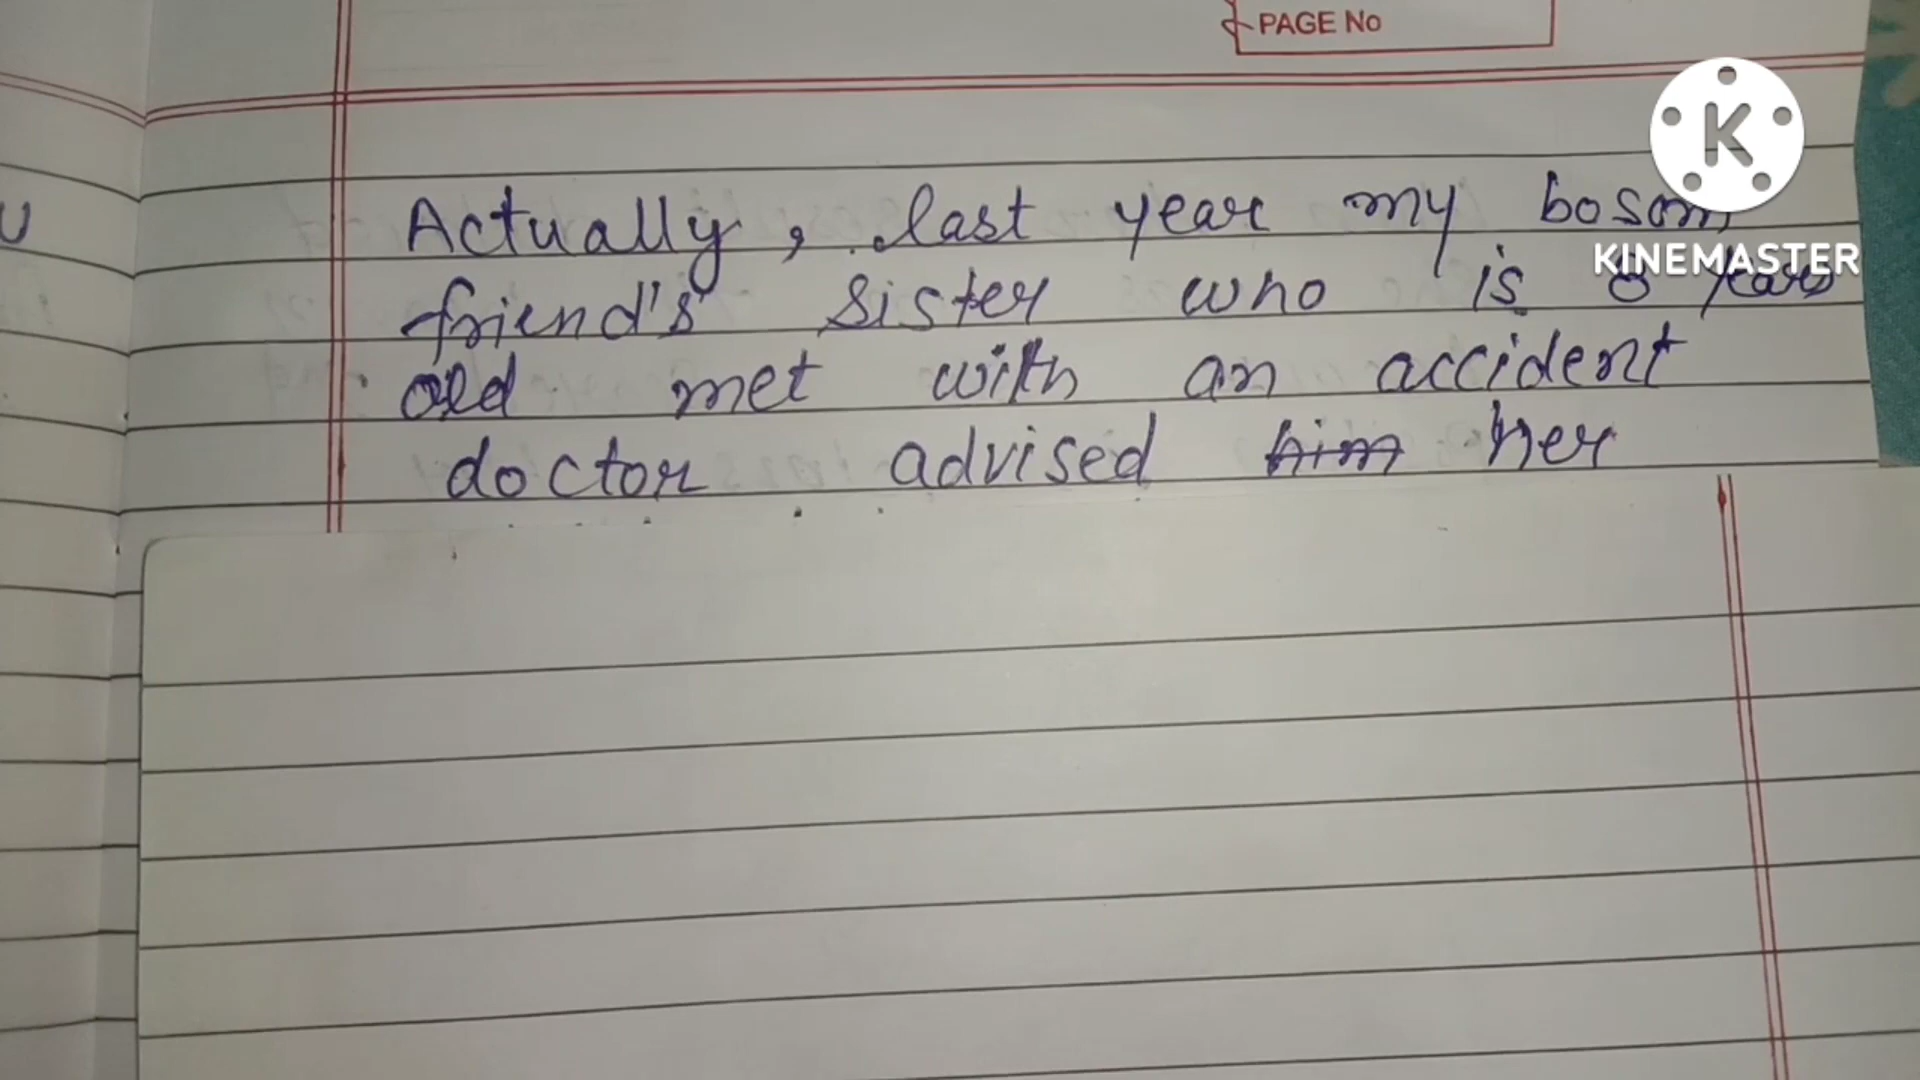 PAGE No
K
Actually, last year my bosom
KINEMASTER
friend's sister who is 8 years
old met with an accident
doctor advised him her
U